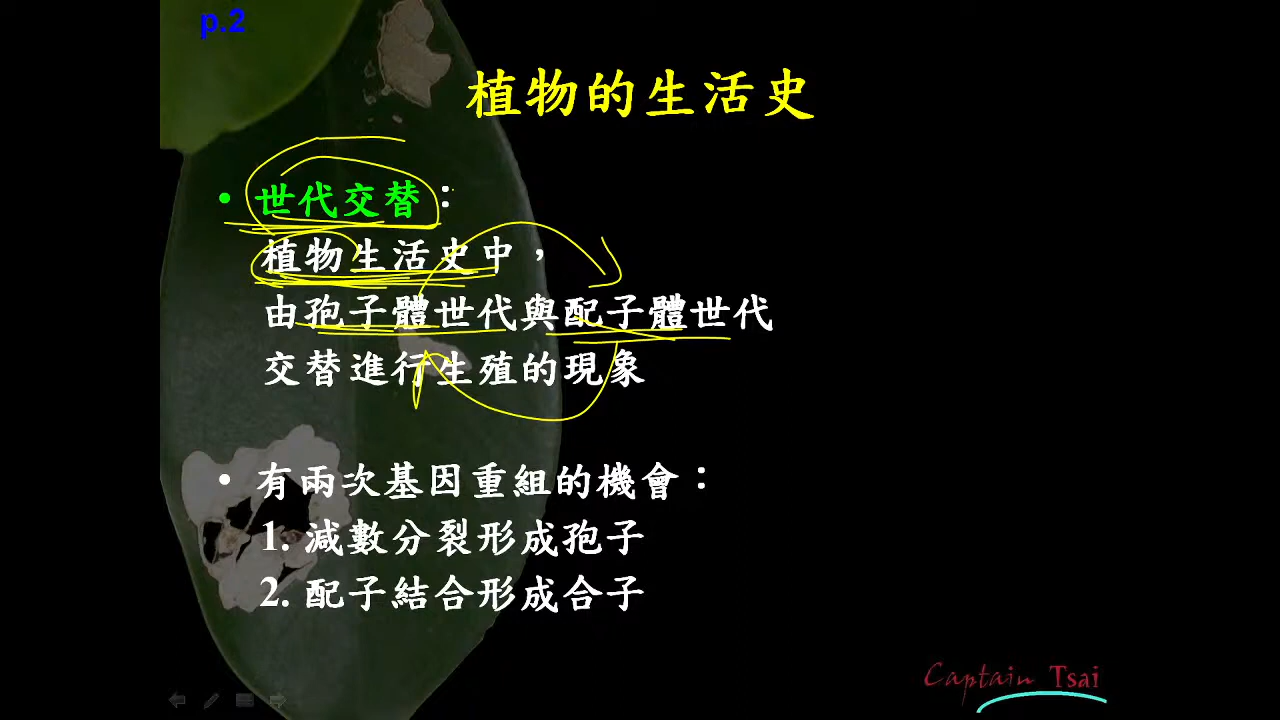 p.2
植物的生活史
• 世代交替：
植物生活史中，
由孢子體世代與配子體世代
交替進行生殖的現象
• 有兩次基因重組的機會：
1. 減數分裂形成孢子
2. 配子結合形成合子
Captain Tsai